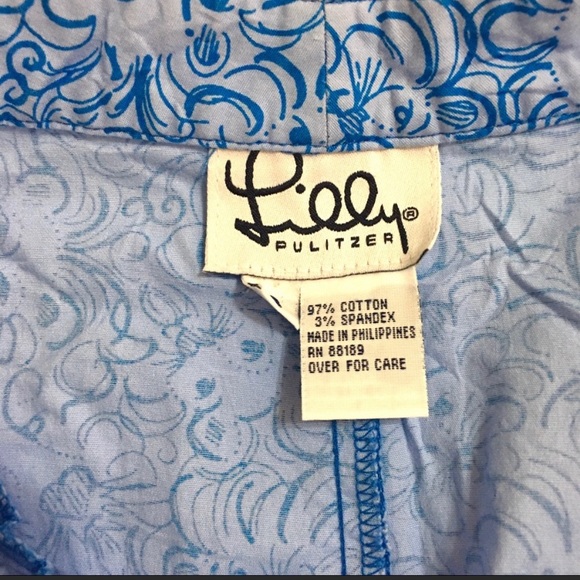 Lilly®
PULITZER
97% COTTON
3% SPANDEX
MADE IN PHILIPPINES
RN 88189
OVER FOR CARE